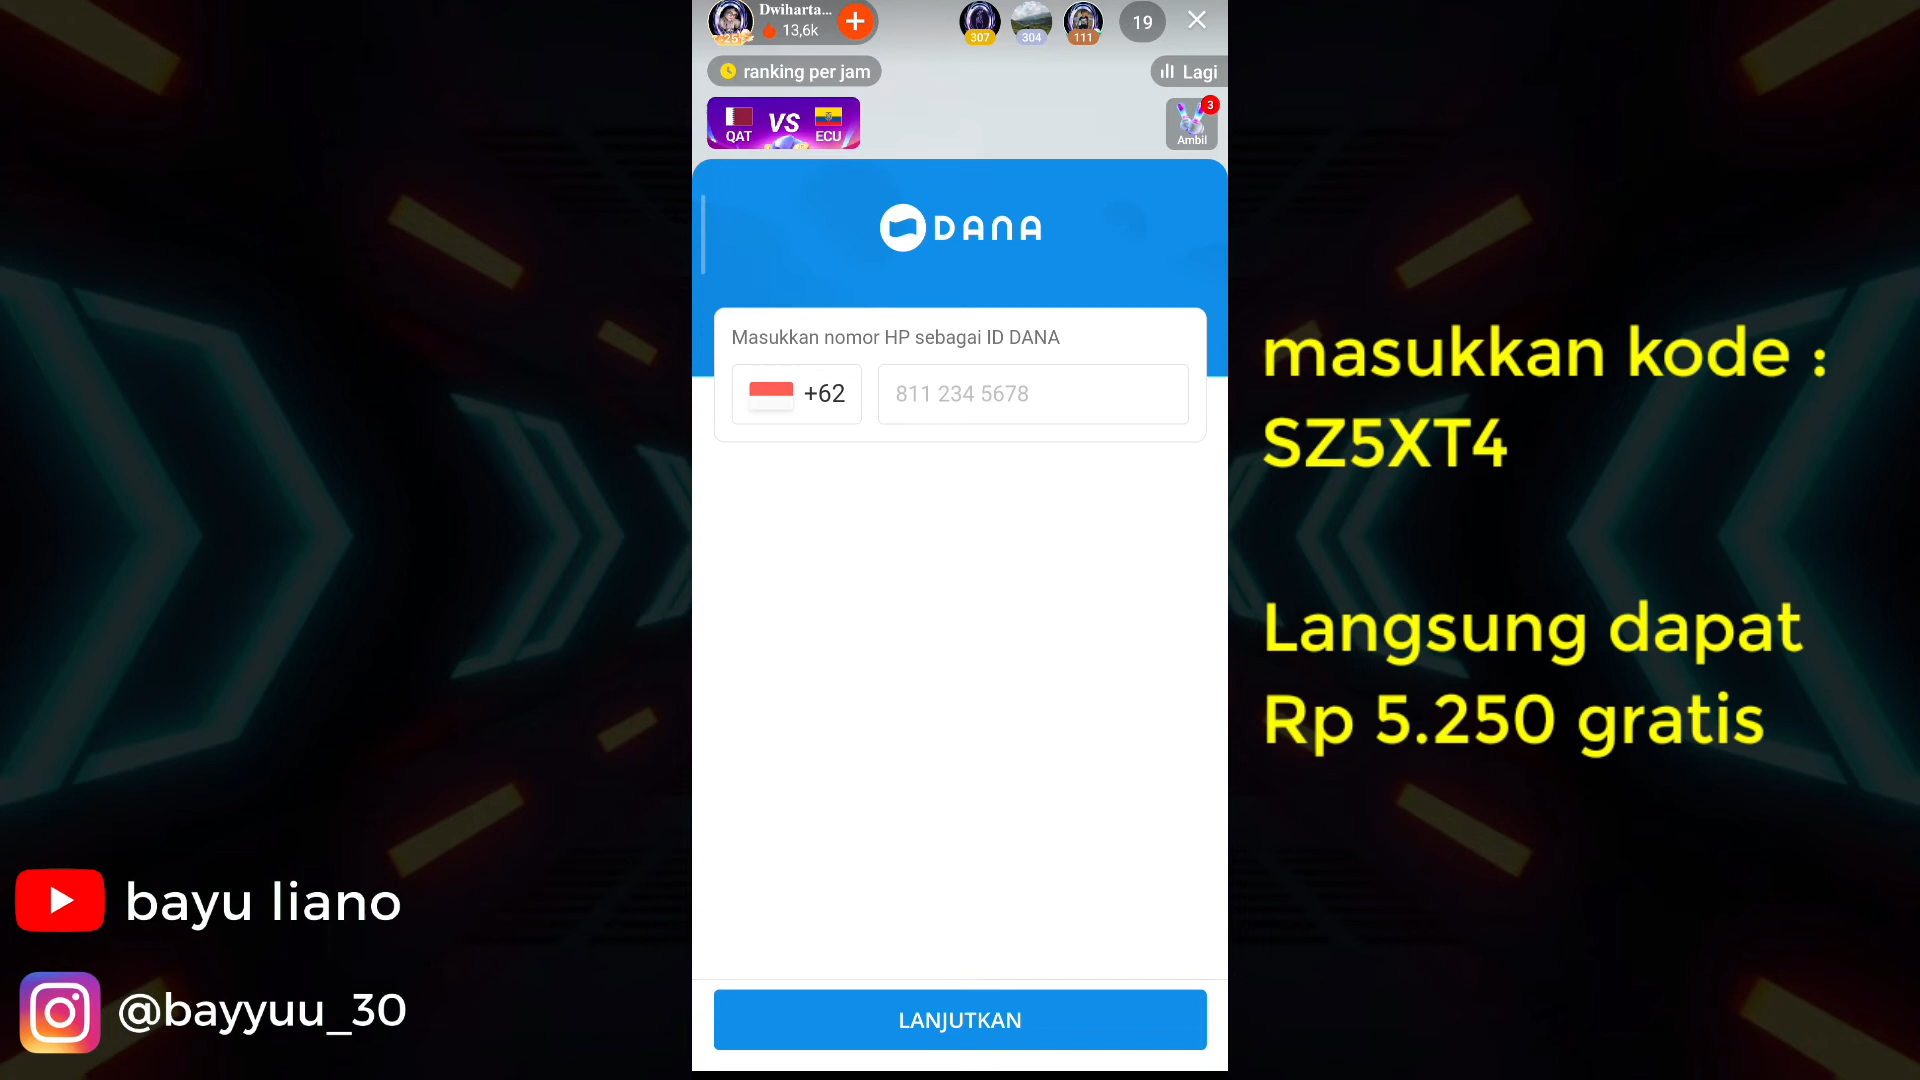 Dwiharta...
13,6k
25
307
304
111
19
ranking per jam
Lagi
QAT VS ECU
3
Ambil
DANA
Masukkan nomor HP sebagai ID DANA
+62
811 234 5678
LANJUTKAN
masukkan kode :
SZ5XT4
Langsung dapat
Rp 5.250 gratis
bayu liano
@bayyuu_30